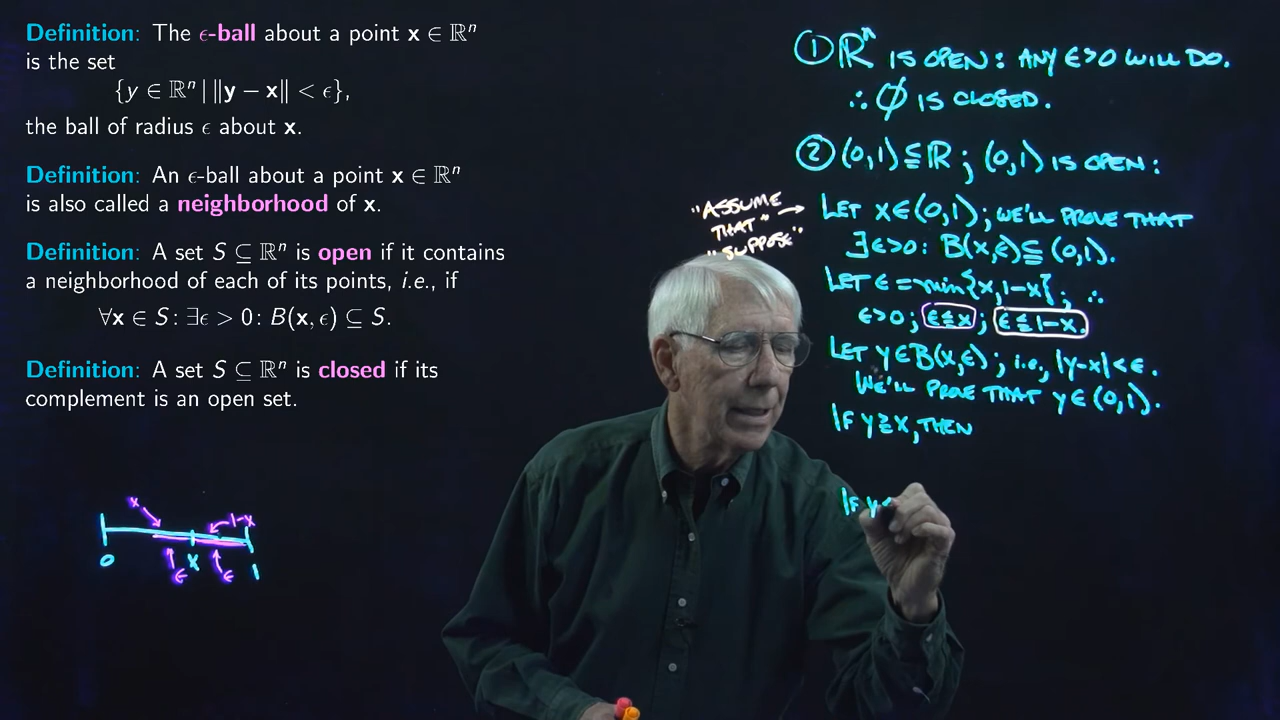 Definition: The ϵ-ball about a point x ∈ ℝⁿ
is the set
{y ∈ ℝⁿ | ‖y − x‖ < ϵ},
the ball of radius ϵ about x.
Definition: An ϵ-ball about a point x ∈ ℝⁿ
is also called a neighborhood of x.
Definition: A set S ⊆ ℝⁿ is open if it contains
a neighborhood of each of its points, i.e., if
∀x ∈ S: ∃ϵ > 0: B(x, ϵ) ⊆ S.
Definition: A set S ⊆ ℝⁿ is closed if its
complement is an open set.
x
1-x
0
ϵ
x
ϵ
1
① ℝⁿ IS OPEN: ANY ϵ>0 WILL DO.
∴ ∅ IS CLOSED.
② (0,1) ⊆ ℝ; (0,1) IS OPEN:
"ASSUME
THAT"
"SUPPOSE"
→ LET x∈(0,1); WE'LL PROVE THAT
∃ϵ>0: B(x,ϵ) ⊆ (0,1).
LET ϵ = min{x,1-x}; ∴
ϵ>0; ϵ≦x; ϵ≦1-x.
LET y∈B(x,ϵ); i.e., |y-x|<ϵ.
WE'LL PROVE THAT y∈(0,1).
IF y≧x, THEN
IF y